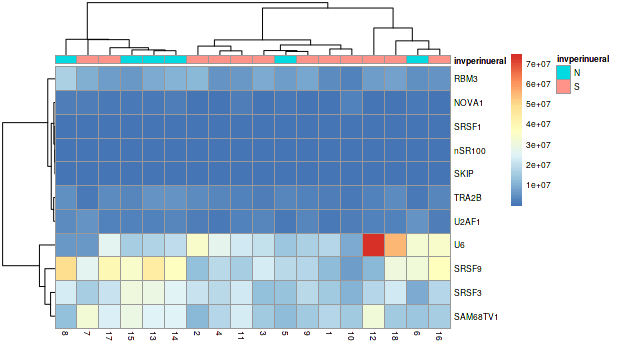 invperinueral
RBM3
NOVA1
SRSF1
nSR100
SKIP
TRA2B
U2AF1
U6
SRSF9
SRSF3
SAM68TV1
8 7 17 15 13 14 2 4 11 3 5 9 1 10 12 18 6 16
7e+07
6e+07
5e+07
4e+07
3e+07
2e+07
1e+07
invperinueral
N
S